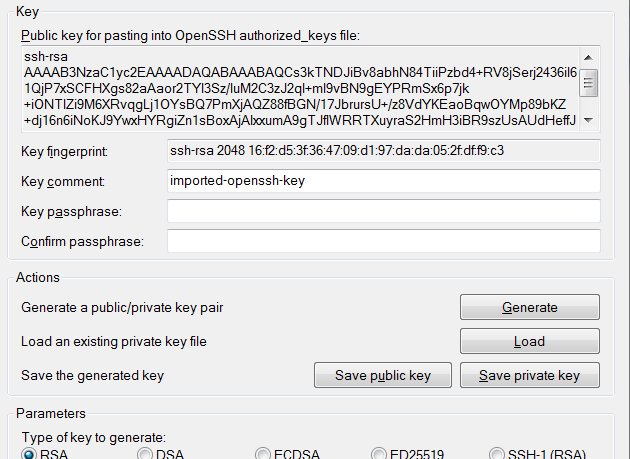 Key
Public key for pasting into OpenSSH authorized_keys file:
ssh-rsa
AAAAB3NzaC1yc2EAAAADAQABAAABAQCs3kTNDJiBv8abhN84TiiPzbd4+RV8jSerj2436il6
1QjP7xSCFHXgs82aAaor2TYl3Sz/luM2C3zJ2qI+ml9vBN9gEYPRmSx6p7jk
+iONTIZi9M6XRvqgLj1OYsBQ7PmXjAQZ88fBGN/17JbrursU+/z8VdYKEaoBqwOYMp89bKZ
+dj16n6iNoKJ9YwxHYRgiZn1sBoxAjAlxxumA9gTJflWRRTXuyraS2HmH3iBR9szUsAUdHeffJ
Key fingerprint: ssh-rsa 2048 16:f2:d5:3f:36:47:09:d1:97:da:da:05:2f:df:f9:c3
Key comment: imported-openssh-key
Key passphrase:
Confirm passphrase:
Actions
Generate a public/private key pair Generate
Load an existing private key file Load
Save the generated key Save public key Save private key
Parameters
Type of key to generate:
RSA DSA ECDSA ED25519 SSH-1 (RSA)